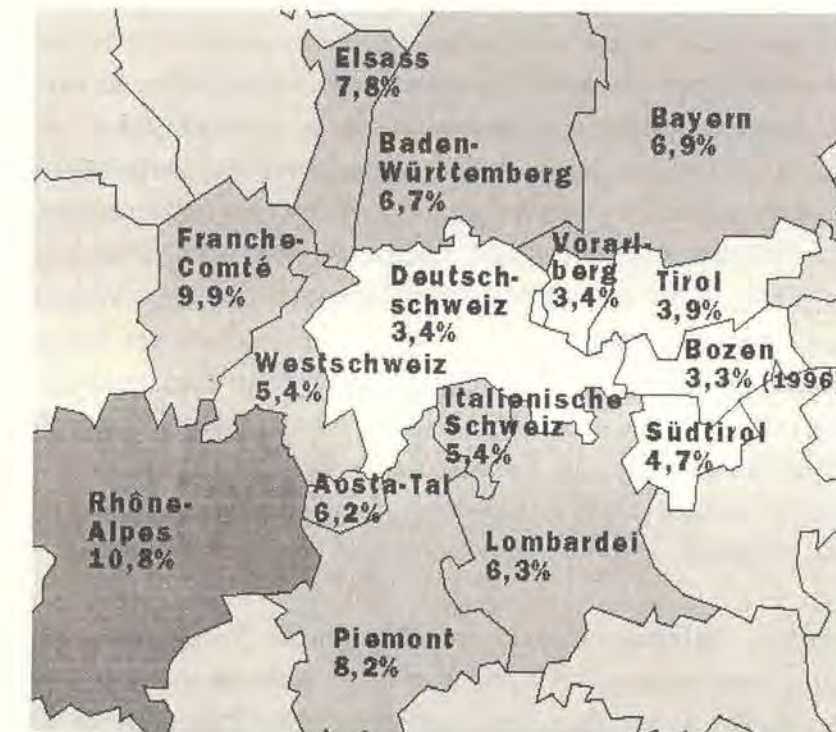 Elsass
7,8%
Baden-
Württemberg
6,7%
Bayern
6,9%
Franche-
Comté
9,9%
Deutsch-
schweiz
3,4%
Vorarl-
berg
3,4%
Tirol
3,9%
Westschweiz
5,4%
Bozen
3,3% (1996
Italienische
Schweiz
5,4%
Südtirol
4,7%
Aosta-Tal
6,2%
Rhône-
Alpes
10,8%
Lombardei
6,3%
Piemont
8,2%